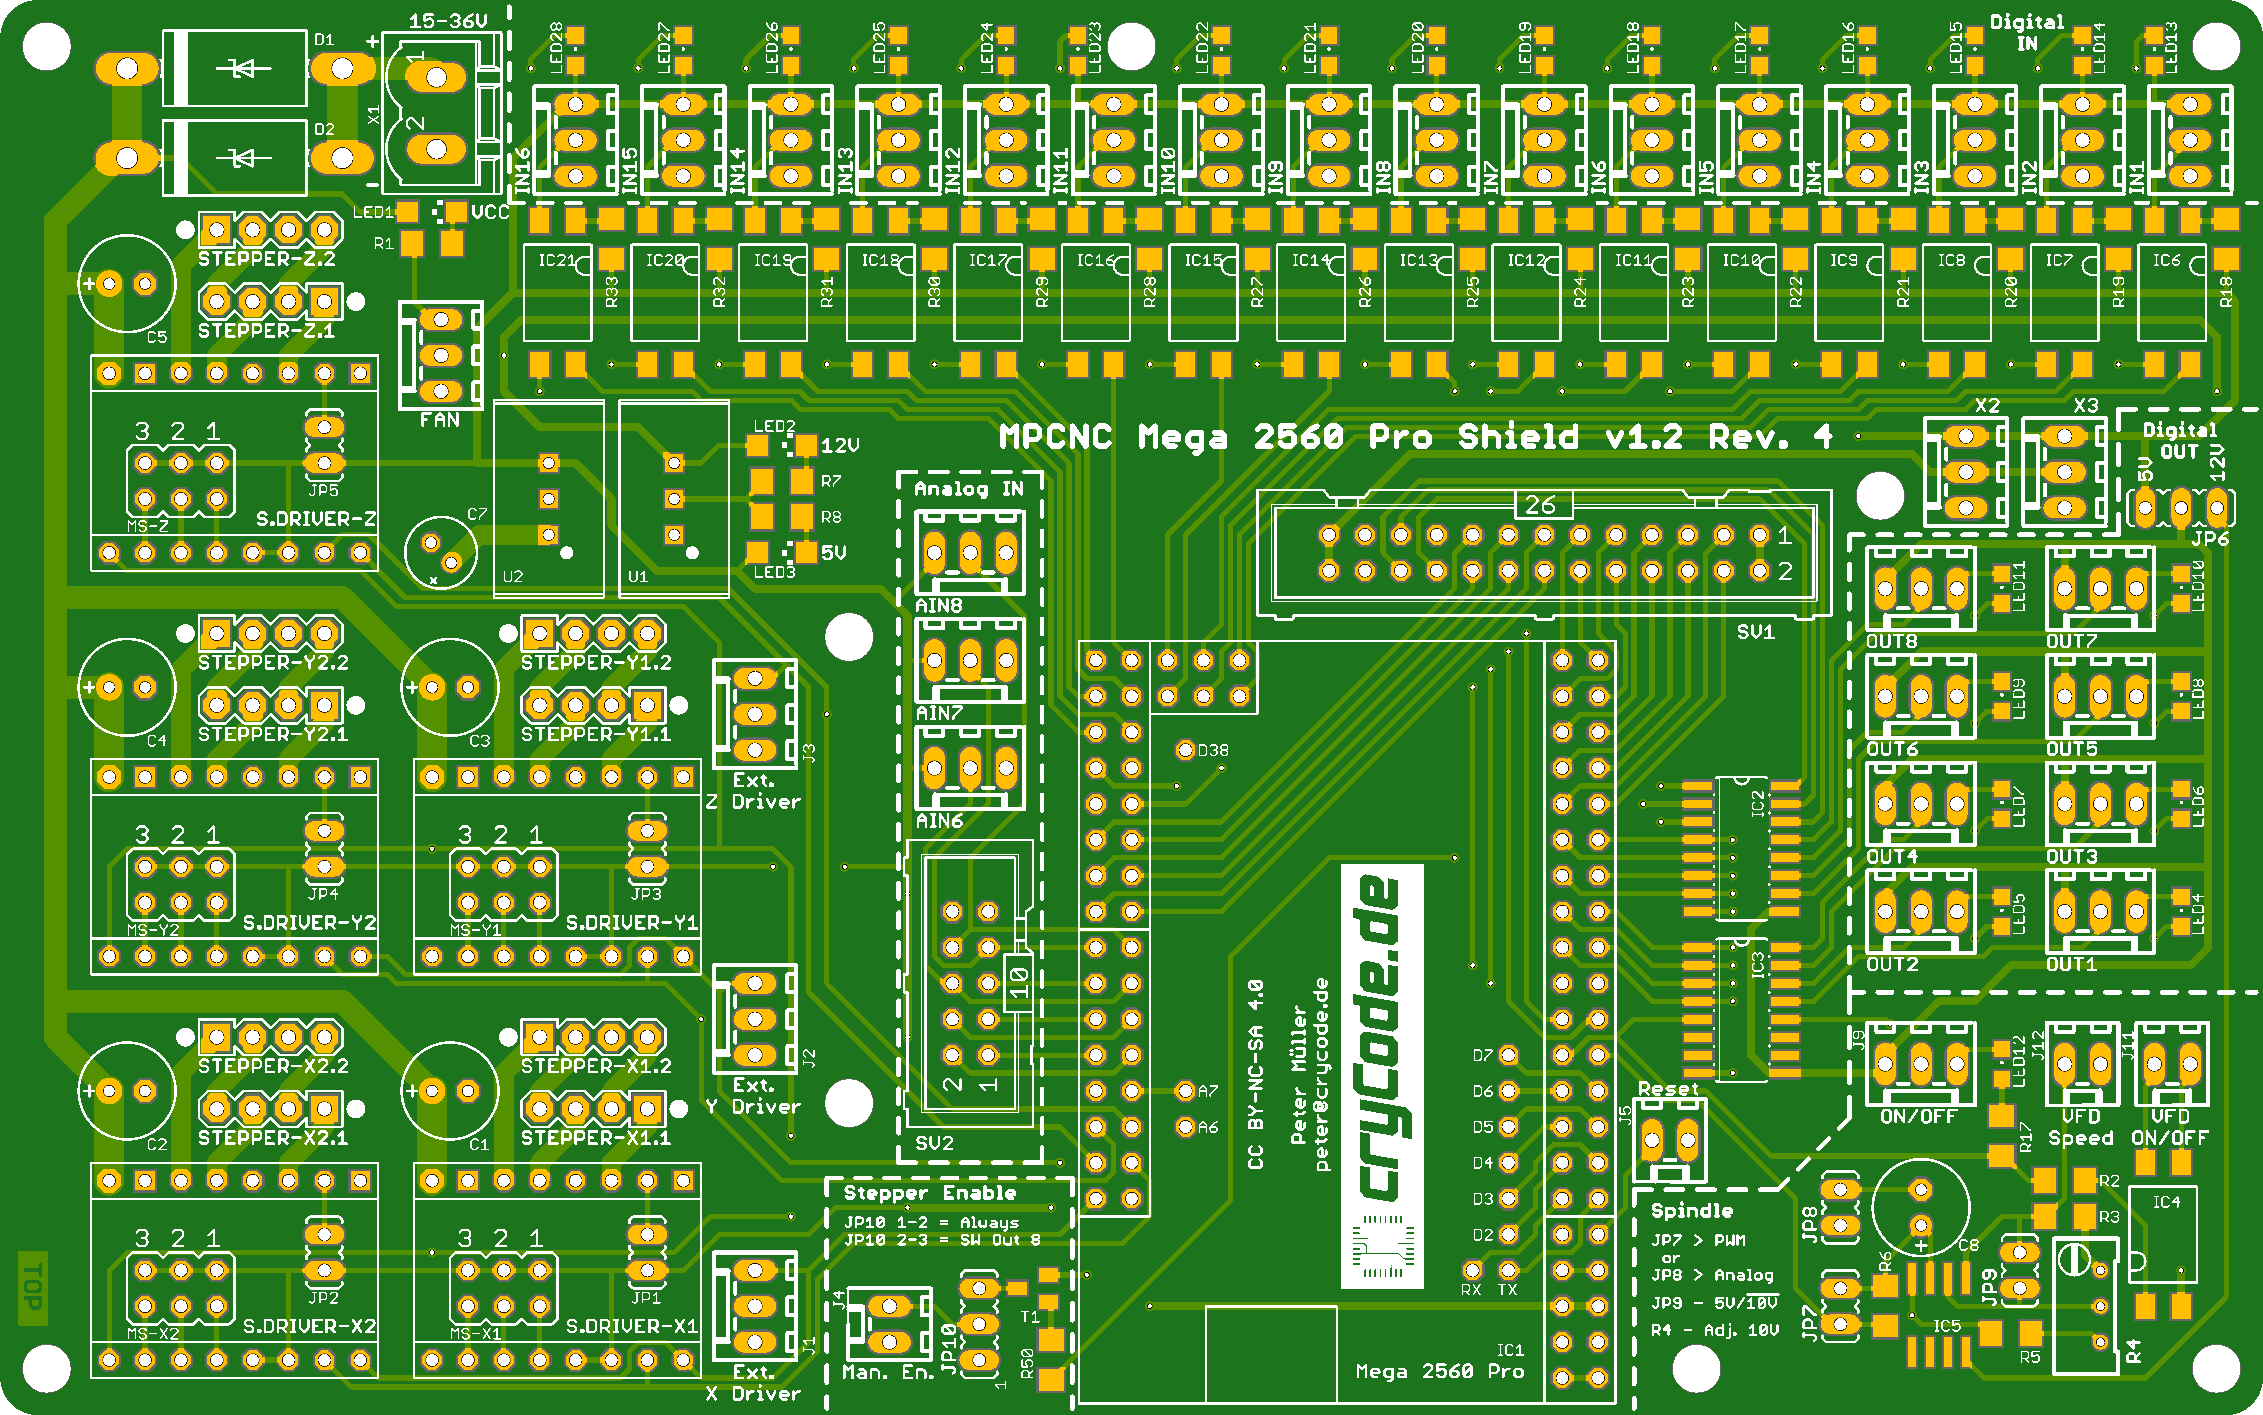 15-36V
D1
X1
1
2
D2
LED28
LED27
LED26
LED25
LED24
LED23
LED22
LED21
LED20
LED19
LED18
LED17
LED16
LED15
Digital
IN
LED14
LED13
IN16
IN15
IN14
IN13
IN12
IN11
IN10
IN9
IN8
IN7
IN6
IN5
IN4
IN3
IN2
IN1
LED1
VCC
R1
STEPPER-Z.2
STEPPER-Z.1
C5
IC21
IC20
IC19
IC18
IC17
IC16
IC15
IC14
IC13
IC12
IC11
IC10
IC9
IC8
IC7
IC6
R33
R32
R31
R30
R29
R28
R27
R26
R25
R24
R23
R22
R21
R20
R19
R18
FAN
3 2 1
JP5
MS-Z
S.DRIVER-Z
C7
U2
U1
LED2
12V
R7
R8
5V
LED3
MPCNC Mega 2560 Pro Shield v1.2 Rev. 4
X2
X3
Digital
OUT
5V
12V
JP6
Analog IN
AIN8
AIN7
AIN6
26
1
2
SV1
OUT8
LED11
OUT7
LED10
OUT6
LED9
OUT5
LED8
OUT4
LED7
OUT3
LED6
OUT2
LED5
OUT1
LED4
STEPPER-Y2.2
STEPPER-Y2.1
C4
STEPPER-Y1.2
STEPPER-Y1.1
C3
J3
Ext.
Z Driver
3 2 1
JP4
MS-Y2
S.DRIVER-Y2
3 2 1
JP3
MS-Y1
S.DRIVER-Y1
D38
IC2
IC3
10
2 1
SV2
J2
Ext.
Y Driver
STEPPER-X2.2
STEPPER-X2.1
C2
STEPPER-X1.2
STEPPER-X1.1
C1
A7
A6
CC BY-NC-SA 4.0
Peter Müller
peter@crycode.de
cryCode.de
D7
D6
D5
D4
D3
D2
RX TX
Reset
J5
J9
ON/OFF
LED12
R17
J12
VFD
Speed
J11
VFD
ON/OFF
3 2 1
JP2
MS-X2
S.DRIVER-X2
3 2 1
JP1
MS-X1
S.DRIVER-X1
J1
Ext.
X Driver
Stepper Enable
JP10 1-2 = Always
JP10 2-3 = SW Out 8
J4
Man. En.
JP10
1
T1
R50
IC1
Mega 2560 Pro
Spindle
JP7 > PWM
or
JP8 > Analog
JP9 - 5V/10V
R4 - Adj. 10V
JP8
JP7
R6
C8
IC5
JP9
R5
R2
R3
R4
IC4
TOP